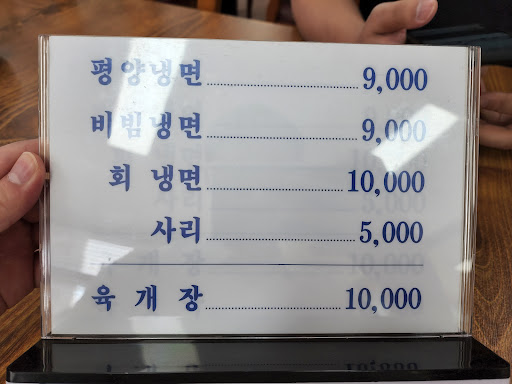 평양냉면 9,000
비빔냉면 9,000
회 냉면 10,000
사리 5,000
육 개 장 10,000